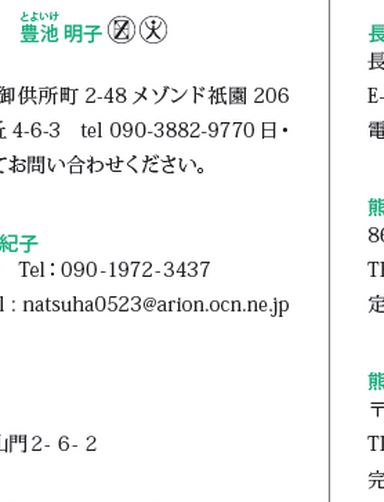 とよいけ
豊池 明子
御供所町 2-48 メゾンド祇園 206
丘 4-6-3　tel 090-3882-9770 日・
てお問い合わせください。
紀子
Tel：090-1972-3437
l : natsuha0523@arion.ocn.ne.jp
山門 2- 6- 2
長
長
E-
電
熊
86
TE
定
熊
〒
TE
完